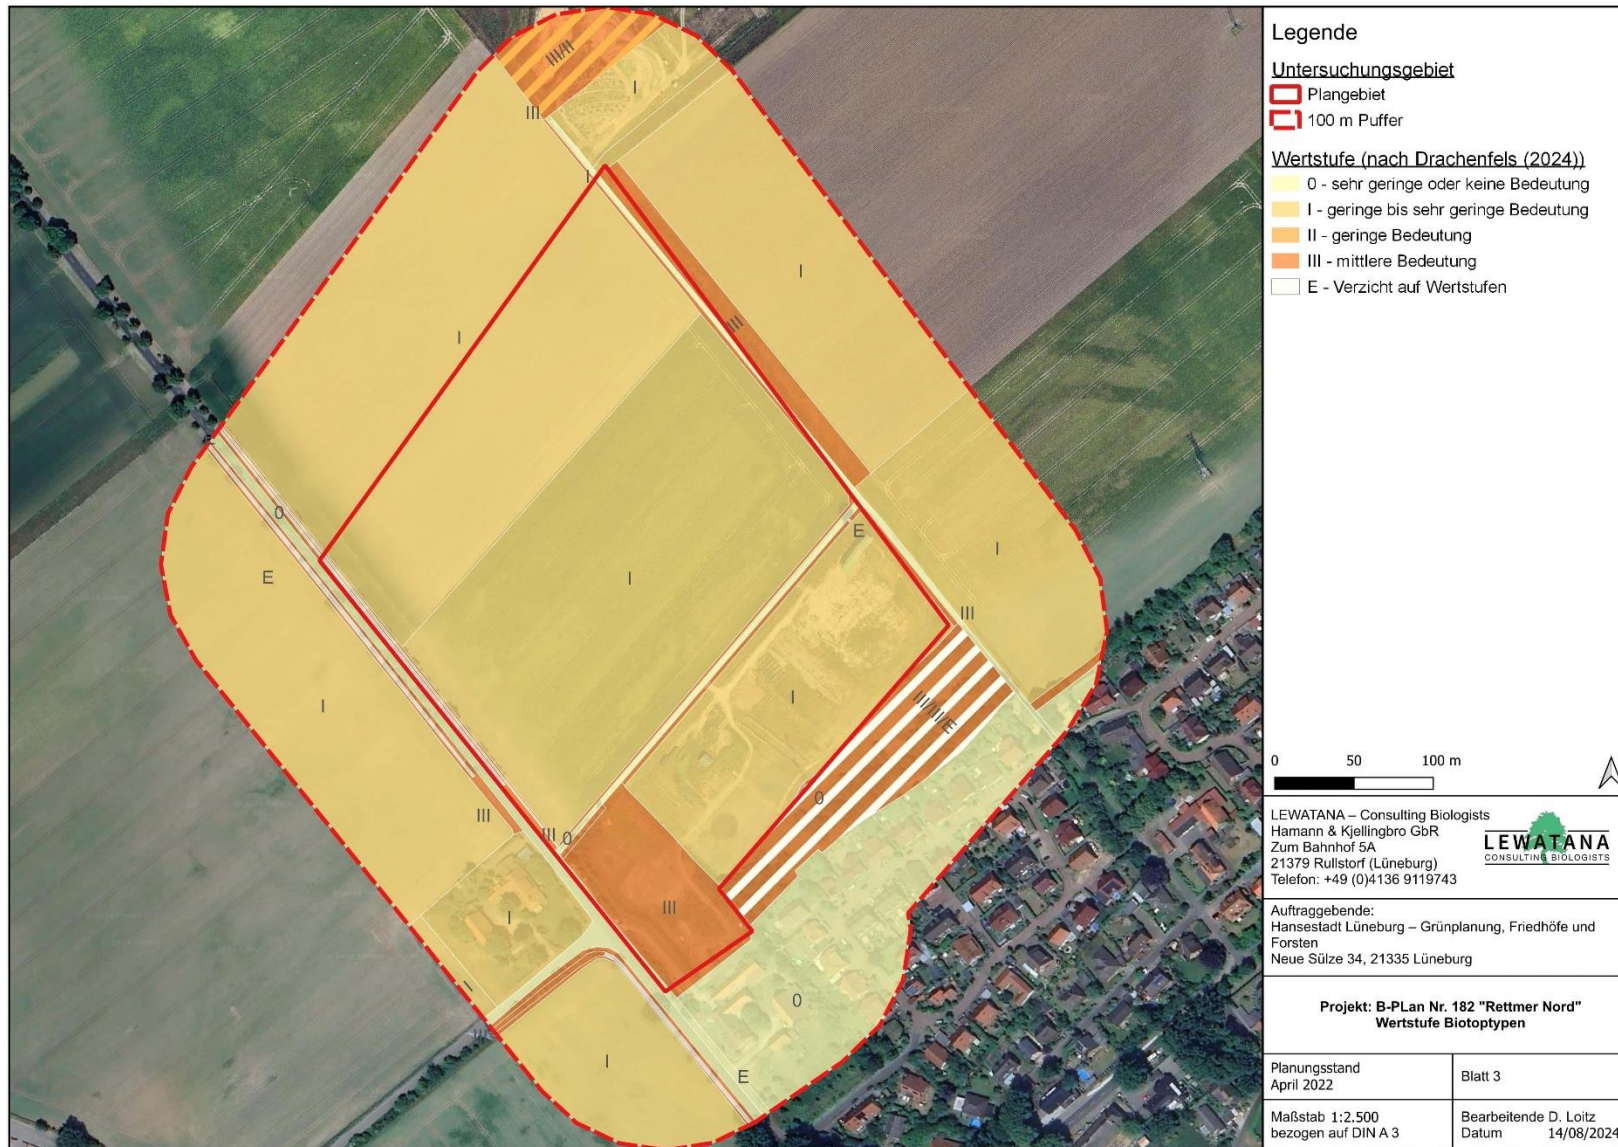 III/II
I
III
I
I
III
I
E
0
E
I
I
III
I
I
III/II/E
0
III
III
0
I
III
I
III
0
I
E
Legende
Untersuchungsgebiet
Plangebiet
100 m Puffer
Wertstufe (nach Drachenfels (2024))
0 - sehr geringe oder keine Bedeutung
I - geringe bis sehr geringe Bedeutung
II - geringe Bedeutung
III - mittlere Bedeutung
E - Verzicht auf Wertstufen
0 50 100 m
LEWATANA – Consulting Biologists
Hamann & Kjellingbro GbR
Zum Bahnhof 5A
21379 Rullstorf (Lüneburg)
Telefon: +49 (0)4136 9119743
LEWATANA
CONSULTING BIOLOGISTS
Auftraggebende:
Hansestadt Lüneburg – Grünplanung, Friedhöfe und
Forsten
Neue Sülze 34, 21335 Lüneburg
Projekt: B-PLan Nr. 182 "Rettmer Nord"
Wertstufe Biotoptypen
Planungsstand
April 2022
Blatt 3
Maßstab 1:2.500
bezogen auf DIN A 3
Bearbeitende D. Loitz
Datum 14/08/2024